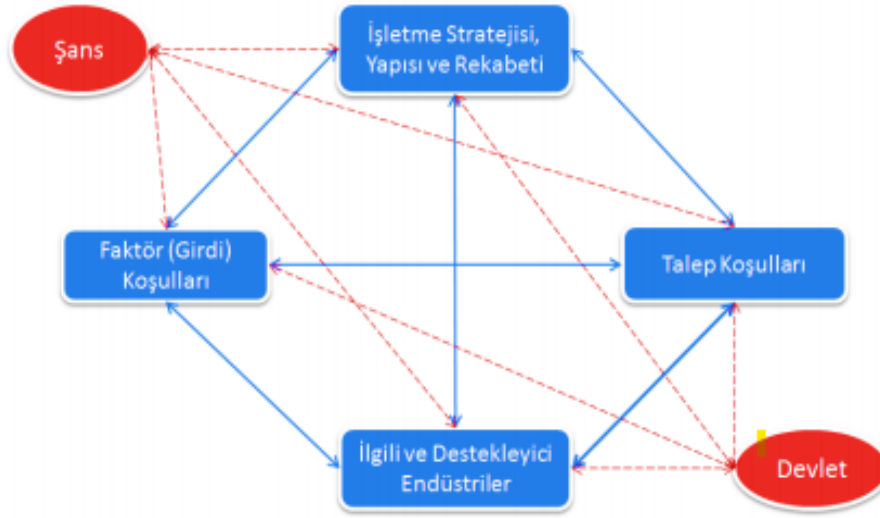 Şans
İşletme Stratejisi,
Yapısı ve Rekabeti
Faktör (Girdi)
Koşulları
Talep Koşulları
İlgili ve Destekleyici
Endüstriler
Devlet